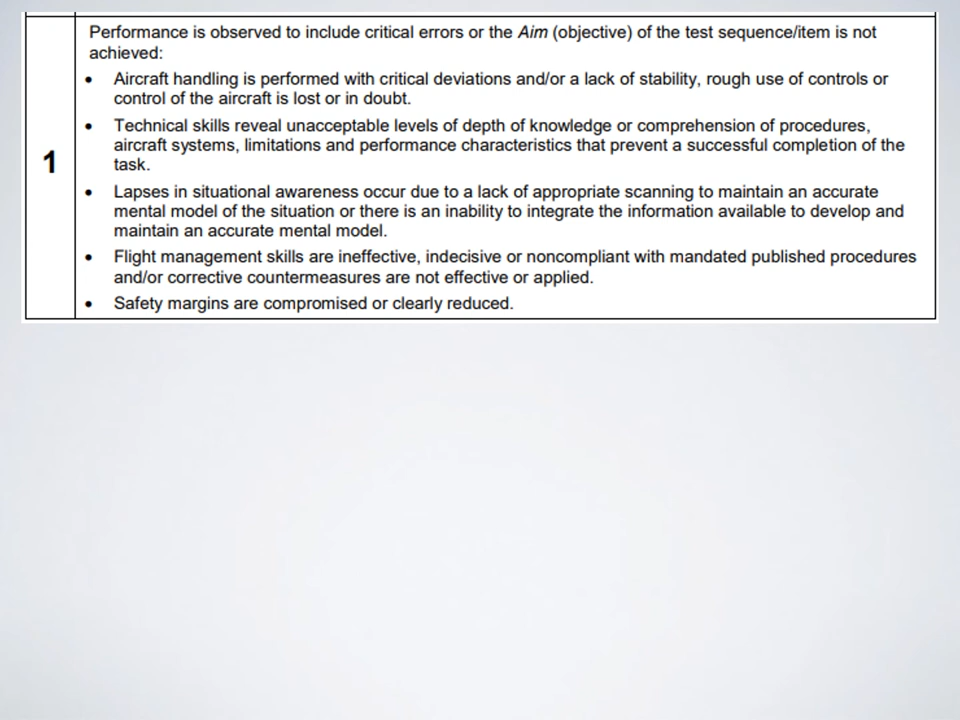 Performance is observed to include critical errors or the Aim (objective) of the test sequence/item is not
achieved:
• Aircraft handling is performed with critical deviations and/or a lack of stability, rough use of controls or
control of the aircraft is lost or in doubt.
• Technical skills reveal unacceptable levels of depth of knowledge or comprehension of procedures,
aircraft systems, limitations and performance characteristics that prevent a successful completion of the
task.
1
• Lapses in situational awareness occur due to a lack of appropriate scanning to maintain an accurate
mental model of the situation or there is an inability to integrate the information available to develop and
maintain an accurate mental model.
• Flight management skills are ineffective, indecisive or noncompliant with mandated published procedures
and/or corrective countermeasures are not effective or applied.
• Safety margins are compromised or clearly reduced.